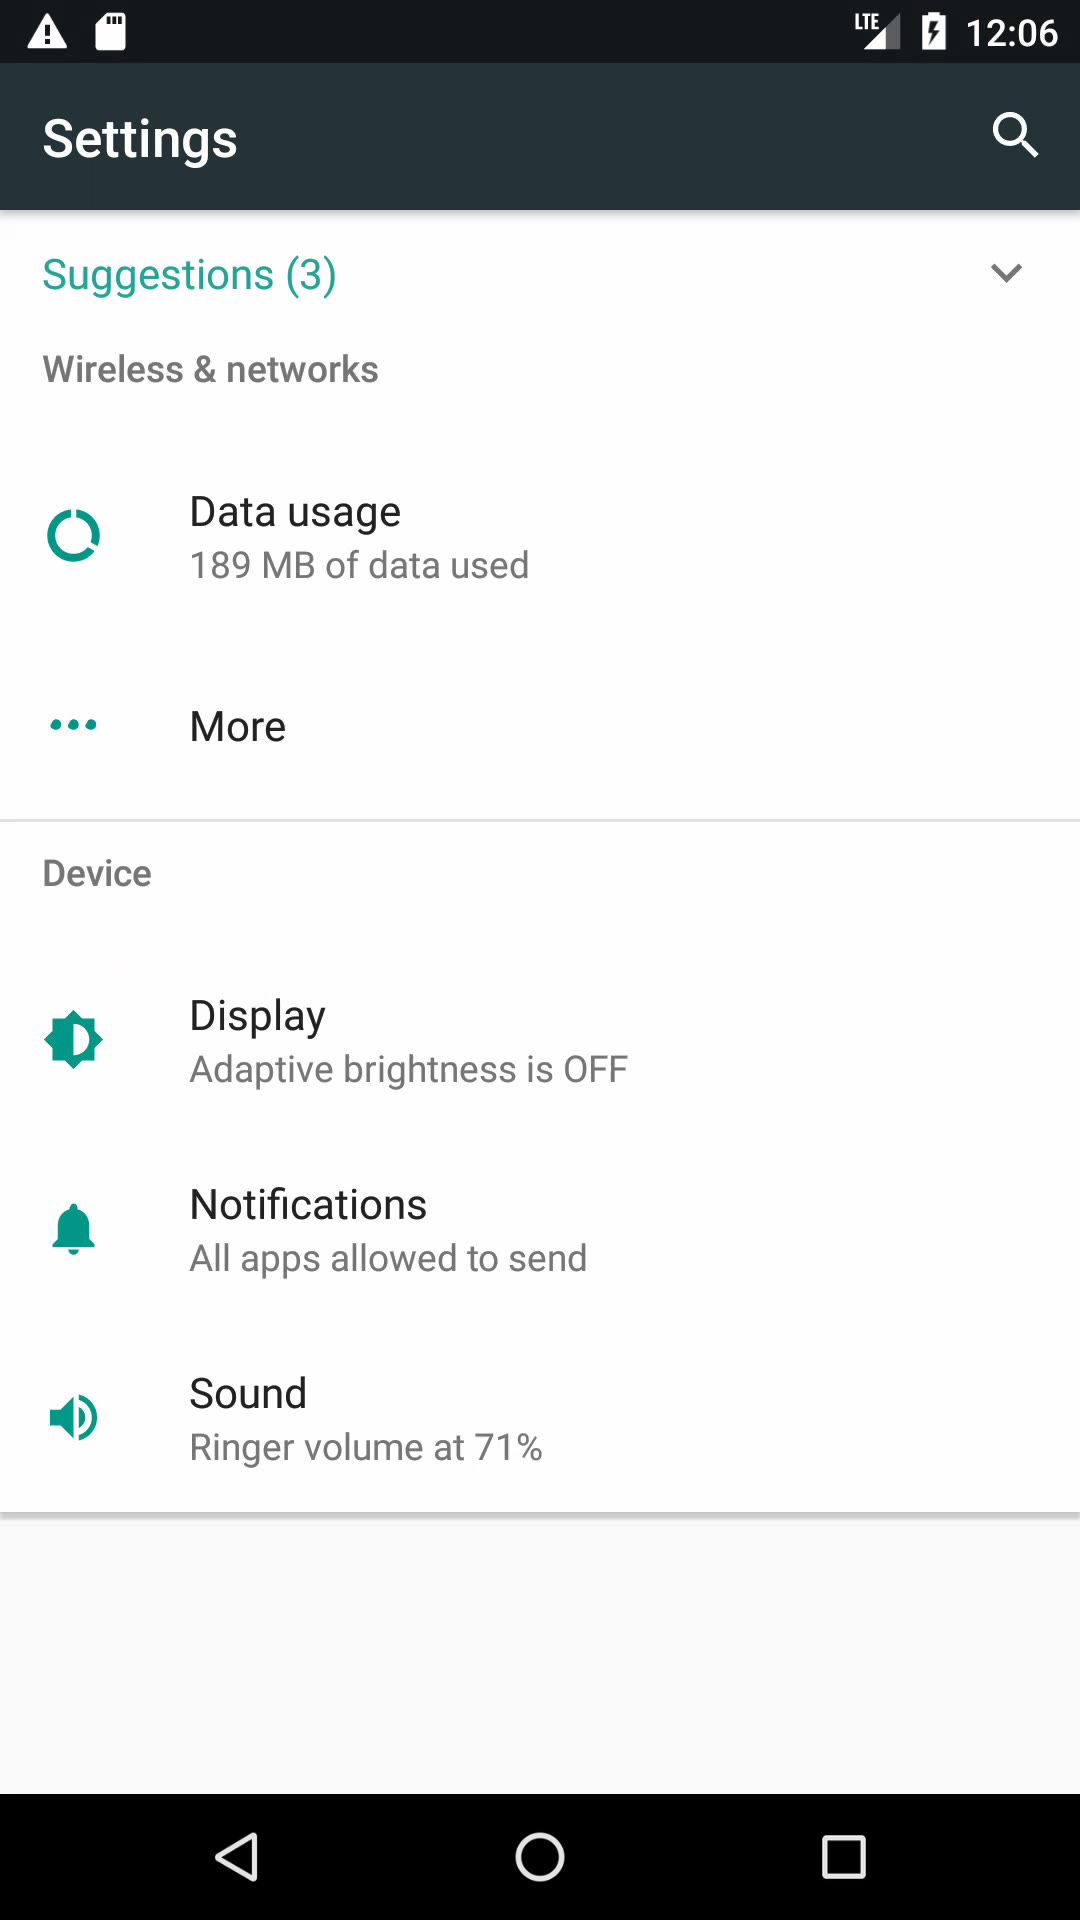 LTE 12:06
Settings
Suggestions (3)
Wireless & networks
Data usage
189 MB of data used
More
Device
Display
Adaptive brightness is OFF
Notifications
All apps allowed to send
Sound
Ringer volume at 71%